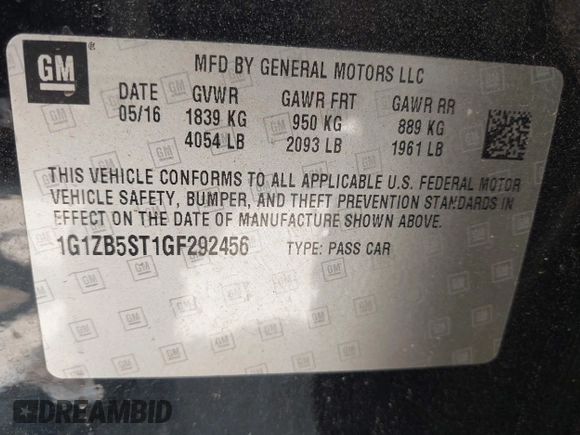 GM
MFD BY GENERAL MOTORS LLC
DATE GVWR GAWR FRT GAWR RR
05/16 1839 KG 950 KG 889 KG
4054 LB 2093 LB 1961 LB
THIS VEHICLE CONFORMS TO ALL APPLICABLE U.S. FEDERAL MOTOR
VEHICLE SAFETY, BUMPER, AND THEFT PREVENTION STANDARDS IN
EFFECT ON THE DATE OF MANUFACTURE SHOWN ABOVE.
1G1ZB5ST1GF292456 TYPE: PASS CAR
DREAMBID